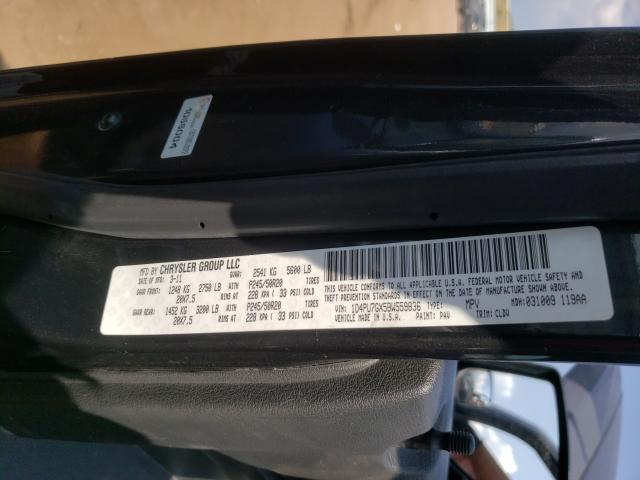 10068004
MFD BY CHRYSLER GROUP LLC
DATE OF MFR: 3-11 GVWR: 2541 KG 5600 LB
GAWR FRONT: 1248 KG 2750 LB P245/50R20 TIRES
20X7.5 RIMS AT 228 KPA ( 33 PSI) COLD
GAWR REAR: 1452 KG 3200 LB P245/50R20 TIRES
20X7.5 RIMS AT 228 KPA ( 33 PSI) COLD
THIS VEHICLE CONFORMS TO ALL APPLICABLE U.S.A. FEDERAL MOTOR VEHICLE SAFETY AND
THEFT PREVENTION STANDARDS IN EFFECT ON THE DATE OF MANUFACTURE SHOWN ABOVE.
VIN: 1D4PU7GX5BW559836 TYPE: MPV MDH: 031009 119AA
MADE IN U.S.A. PAINT: PAV TRIM: CLDV